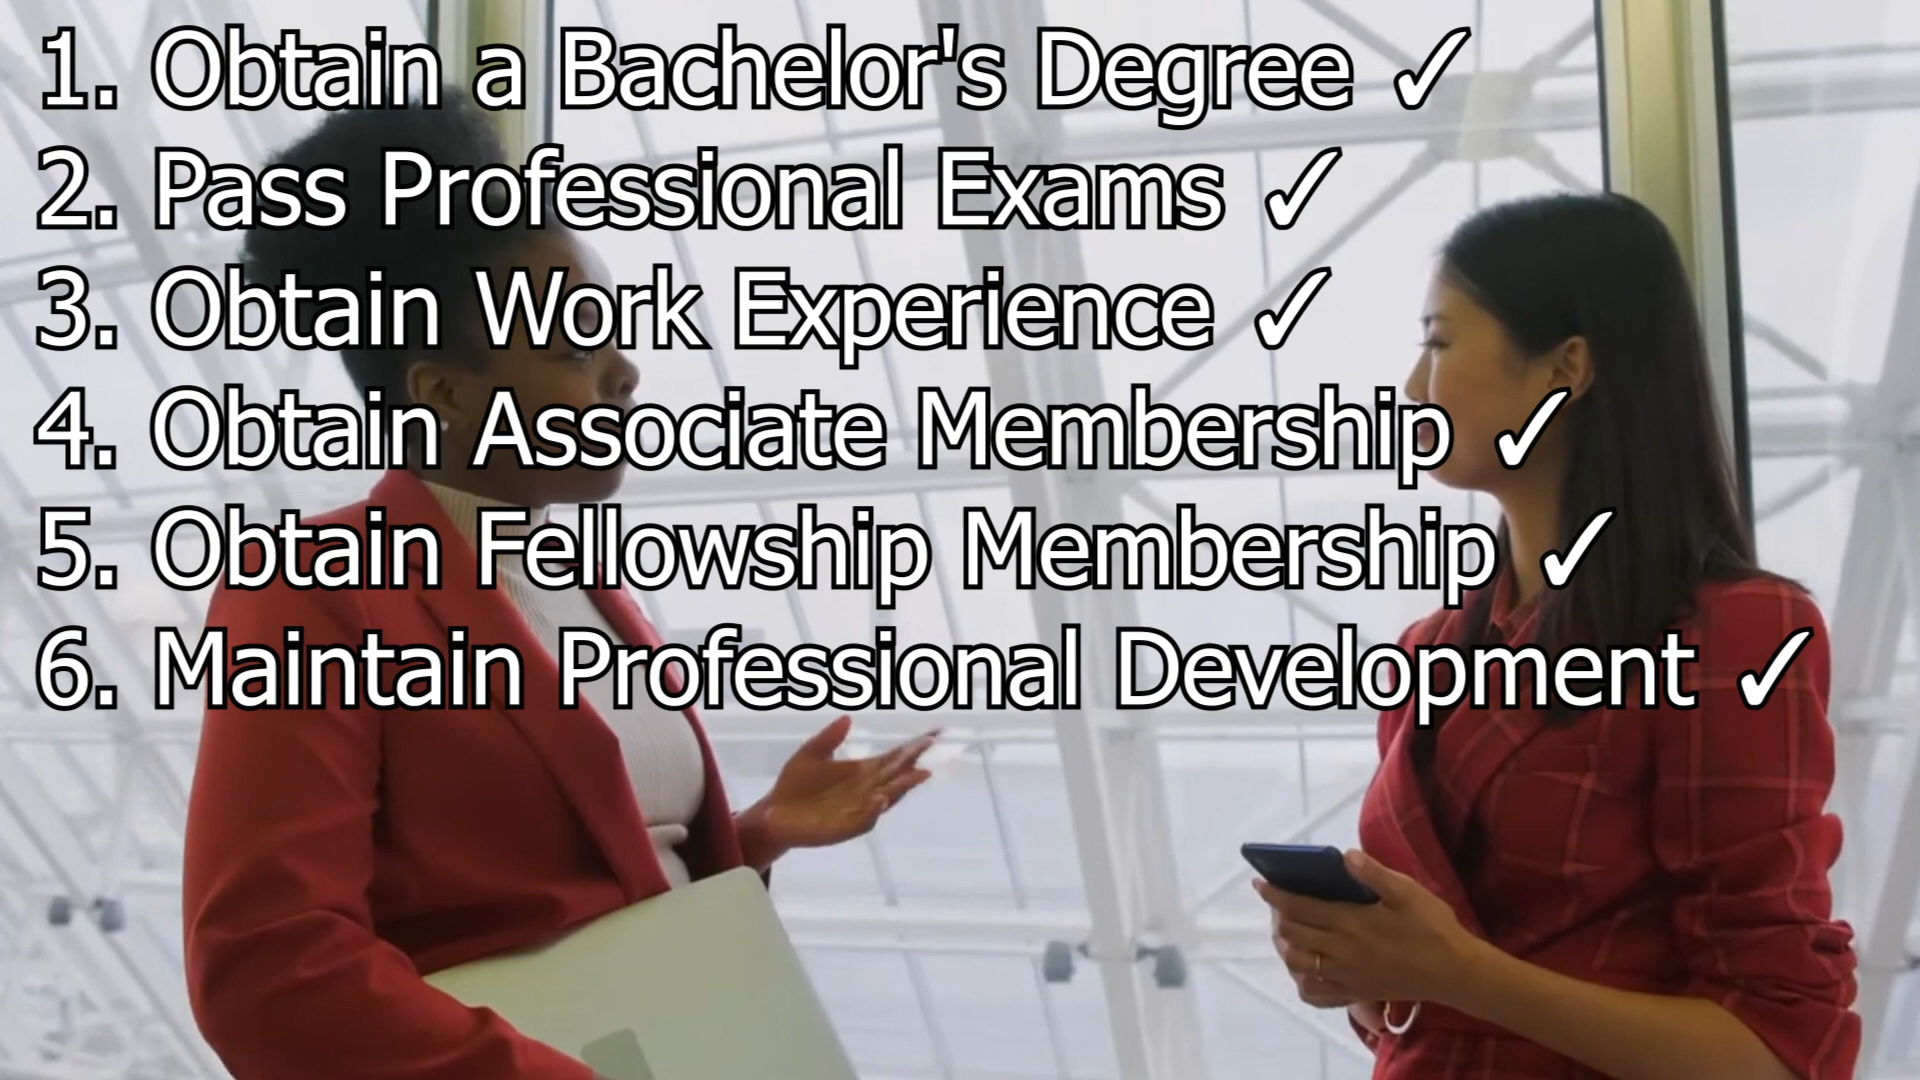 1. Obtain a Bachelor's Degree ✓
2. Pass Professional Exams ✓
3. Obtain Work Experience ✓
4. Obtain Associate Membership ✓
5. Obtain Fellowship Membership ✓
6. Maintain Professional Development ✓